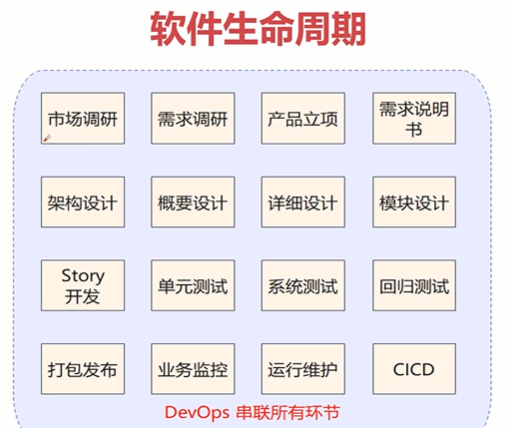 软件生命周期
市场调研
需求调研
产品立项
需求说明
书
架构设计
概要设计
详细设计
模块设计
Story
开发
单元测试
系统测试
回归测试
打包发布
业务监控
运行维护
CICD
DevOps 串联所有环节